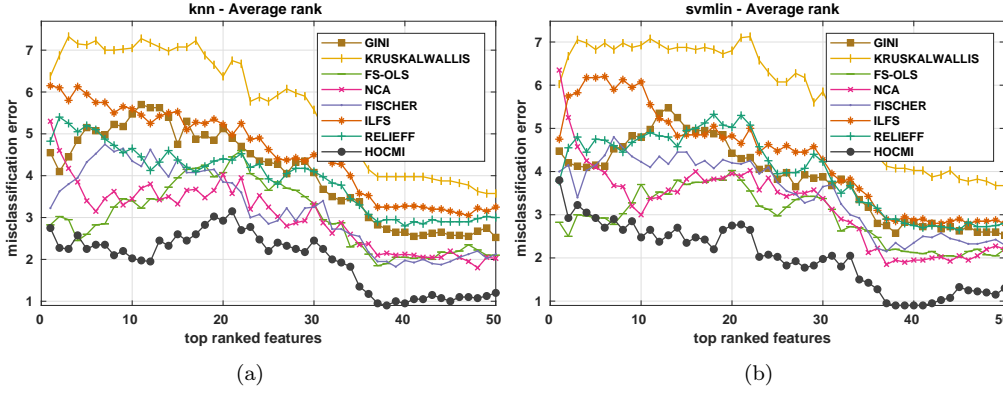 knn - Average rank
7
6
5
4
3
2
1
misclassification error
GINI
KRUSKALWALLIS
FS-OLS
NCA
FISCHER
ILFS
RELIEFF
HOCMI
0 10 20 30 40 50
top ranked features
(a)
svmlin - Average rank
7
6
5
4
3
2
1
misclassification error
GINI
KRUSKALWALLIS
FS-OLS
NCA
FISCHER
ILFS
RELIEFF
HOCMI
0 10 20 30 40 50
top ranked features
(b)